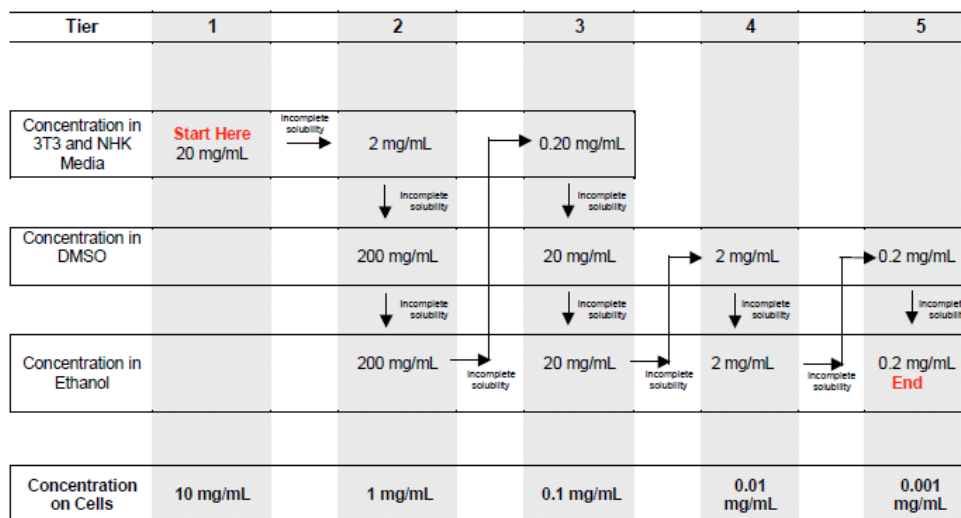 Tier 1 2 3 4 5
Concentration in
3T3 and NHK
Media
Start Here
20 mg/mL
Incomplete
solubility
2 mg/mL
0.20 mg/mL
Incomplete
solubility
Incomplete
solubility
Concentration in
DMSO
200 mg/mL
20 mg/mL
2 mg/mL
0.2 mg/mL
Incomplete
solubility
Incomplete
solubility
Incomplete
solubility
Incomplete
solubility
Concentration in
Ethanol
200 mg/mL
Incomplete
solubility
20 mg/mL
Incomplete
solubility
2 mg/mL
Incomplete
solubility
0.2 mg/mL
End
Concentration
on Cells
10 mg/mL
1 mg/mL
0.1 mg/mL
0.01
mg/mL
0.001
mg/mL